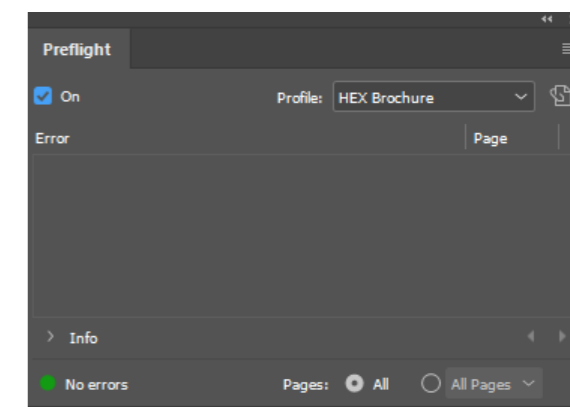 Preflight
On Profile: HEX Brochure
Error Page
Info
No errors Pages: All All Pages